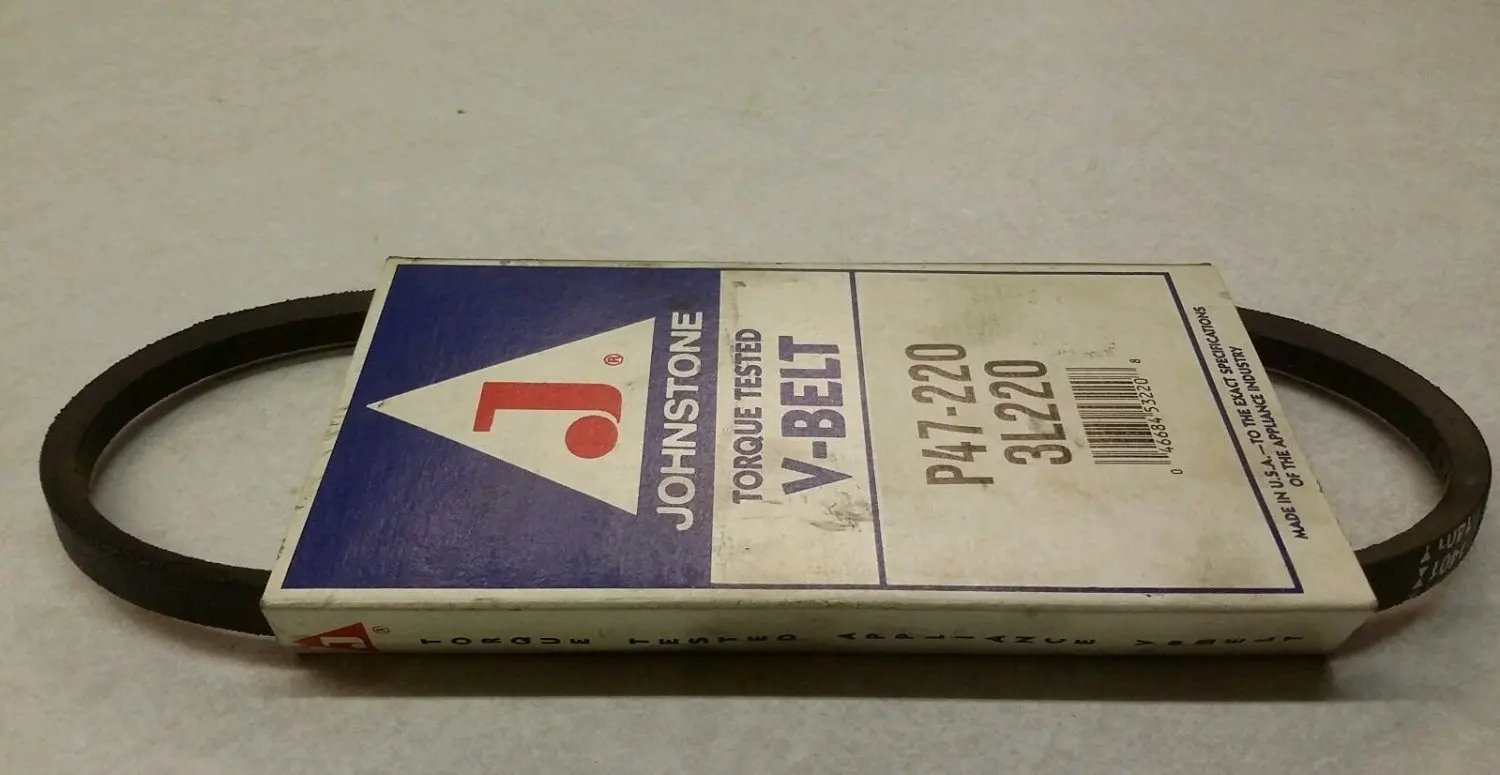 J®
JOHNSTONE
TORQUE TESTED
V-BELT
P47-220
3L220
0 46684 53220 8
MADE IN U.S.A.—TO THE EXACT SPECIFICATIONS
OF THE APPLIANCE INDUSTRY
J®
TORQUE TESTED APPLIANCE V-BELT